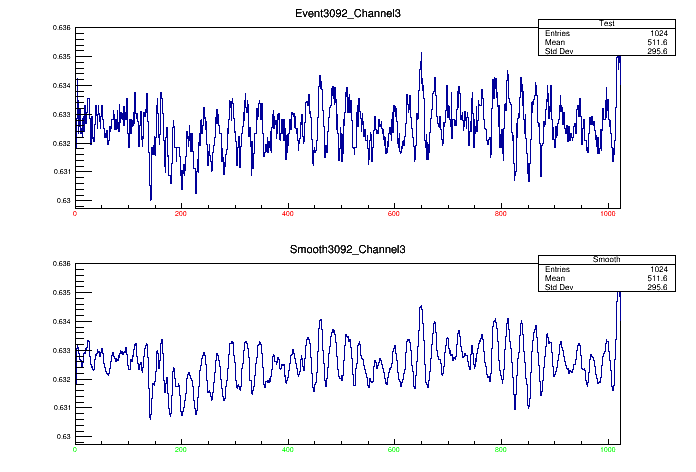 Event3092_Channel3
Test
Entries 1024
Mean 511.6
Std Dev 295.6
0.636
0.635
0.634
0.633
0.632
0.631
0.63
0 200 400 600 800 1000
Smooth3092_Channel3
Smooth
Entries 1024
Mean 511.6
Std Dev 295.6
0.636
0.635
0.634
0.633
0.632
0.631
0.63
0 200 400 600 800 1000